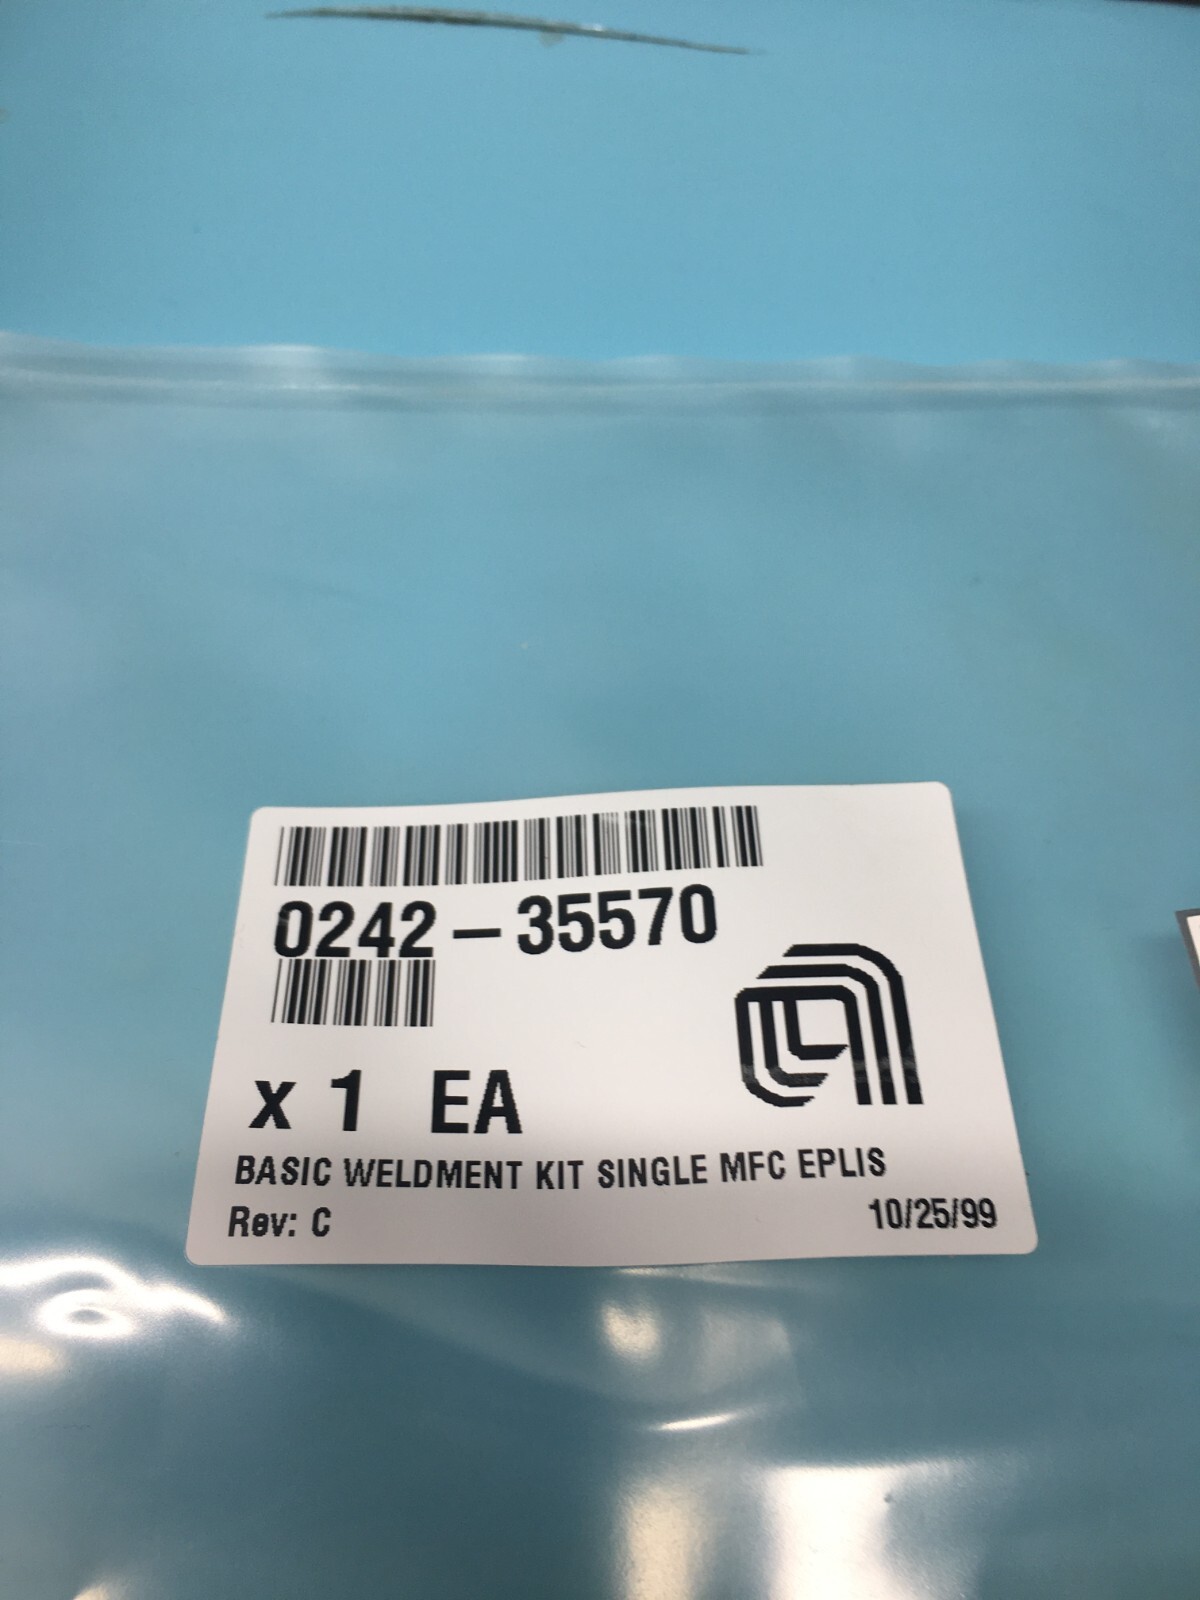 0242-35570
x 1 EA
BASIC WELDMENT KIT SINGLE MFC EPLIS
Rev: C
10/25/99